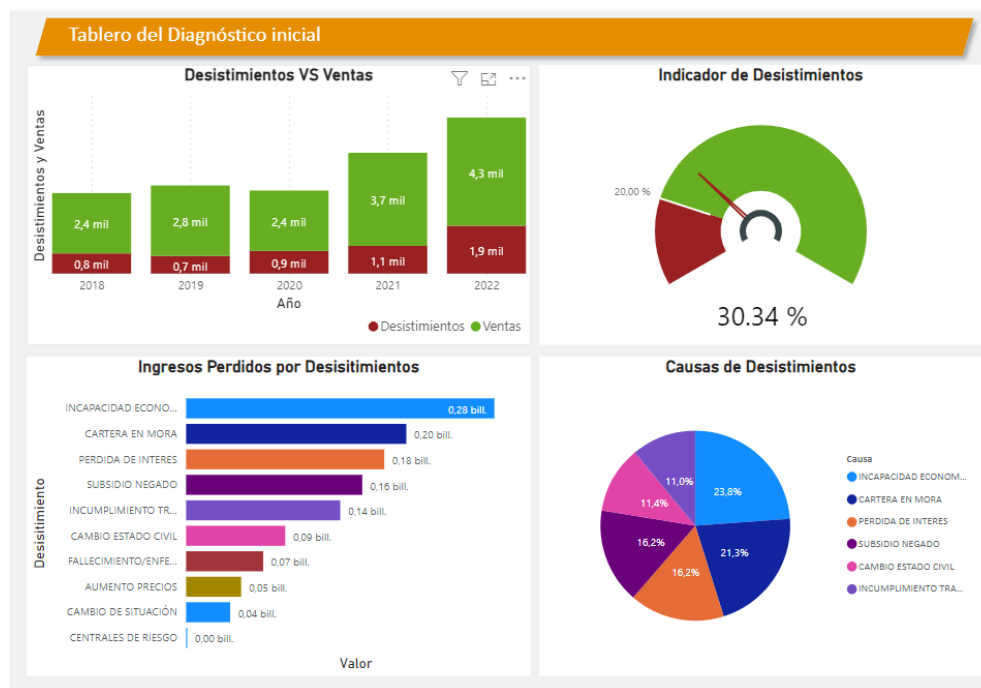 Tablero del Diagnóstico inicial
Desistimientos VS Ventas
Desistimientos y Ventas
2,4 mil
2,8 mil
2,4 mil
3,7 mil
4,3 mil
0,8 mil
0,7 mil
0,9 mil
1,1 mil
1,9 mil
2018
2019
2020
2021
2022
Año
Desistimientos
Ventas
Indicador de Desistimientos
20.00 %
30.34 %
Ingresos Perdidos por Desisitimientos
Desisitimiento
INCAPACIDAD ECONO... 0,28 bill.
CARTERA EN MORA 0,20 bill.
PERDIDA DE INTERES 0,18 bill.
SUBSIDIO NEGADO 0,16 bill.
INCUMPLIMIENTO TR... 0,14 bill.
CAMBIO ESTADO CIVIL 0,09 bill.
FALLECIMIENTO/ENFE... 0,07 bill.
AUMENTO PRECIOS 0,05 bill.
CAMBIO DE SITUACIÓN 0,04 bill.
CENTRALES DE RIESGO 0,00 bill.
Valor
Causas de Desistimientos
23,8%
21,3%
16,2%
16,2%
11,4%
11,0%
Causa
INCAPACIDAD ECONOM...
CARTERA EN MORA
PERDIDA DE INTERES
SUBSIDIO NEGADO
CAMBIO ESTADO CIVIL
INCUMPLIMIENTO TRA...